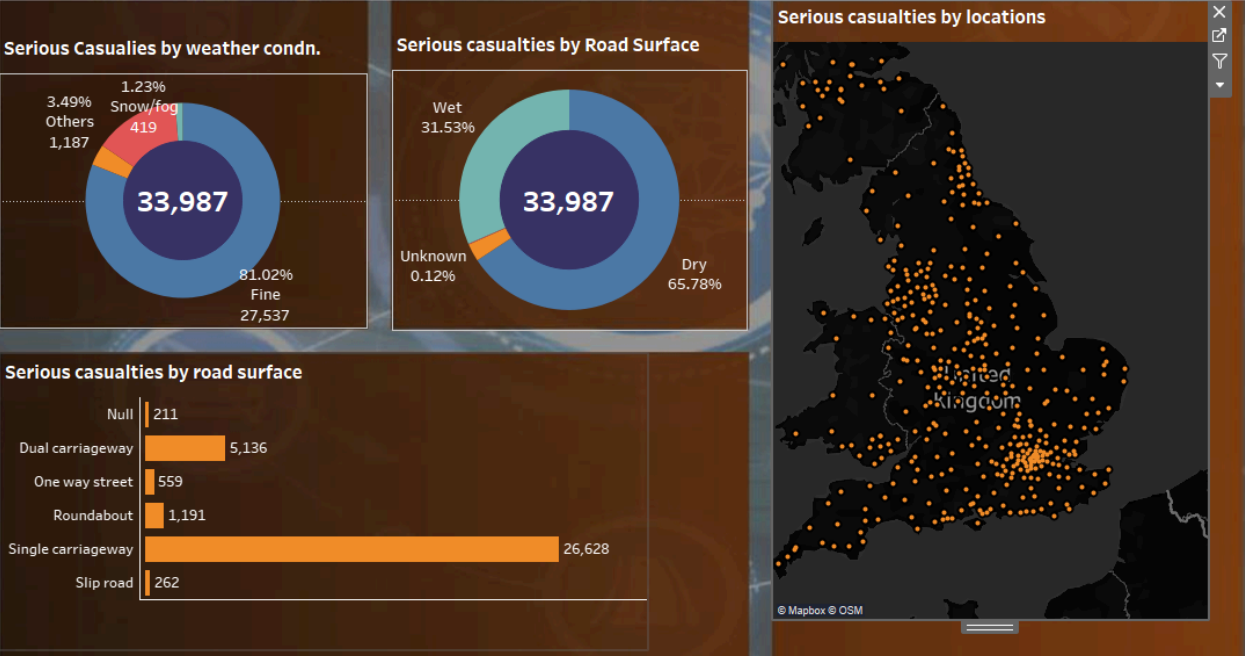 Serious Casualies by weather condn.
1.23%
Snow/fog
419
3.49%
Others
1,187
33,987
81.02%
Fine
27,537
Serious casualties by Road Surface
Wet
31.53%
33,987
Unknown
0.12%
Dry
65.78%
Serious casualties by road surface
Null 211
Dual carriageway 5,136
One way street 559
Roundabout 1,191
Single carriageway 26,628
Slip road 262
Serious casualties by locations
United
Kingdom
© Mapbox © OSM